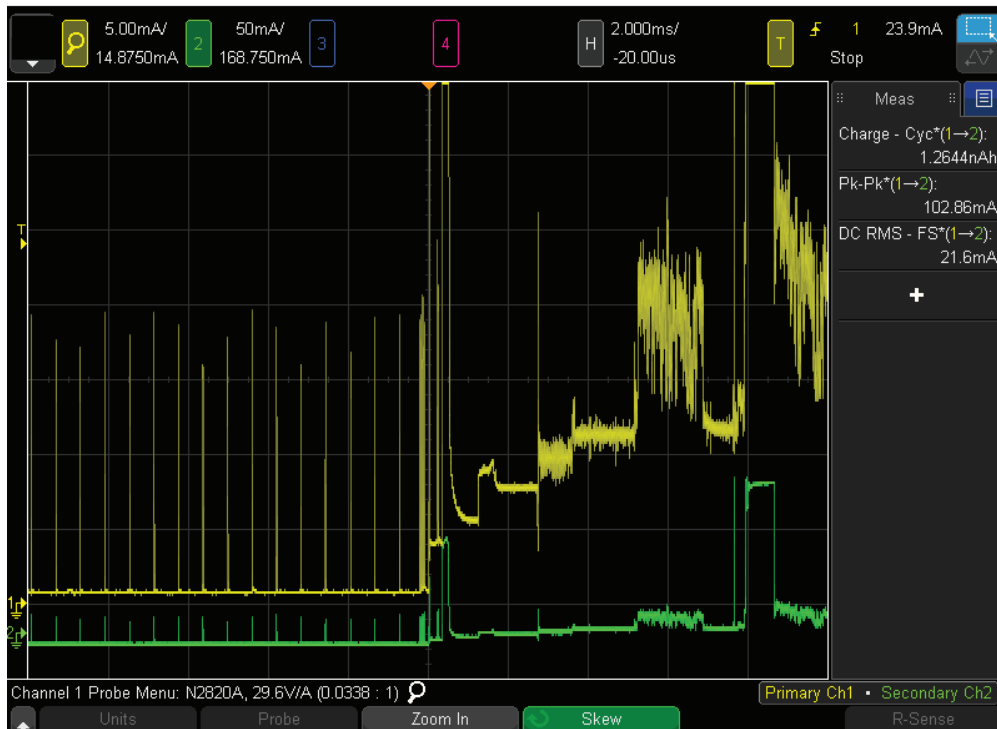 5.00mA/ 50mA/ 2.000ms/ 1 23.9mA
2 3 4 H T
14.8750mA 168.750mA -20.00us Stop
Meas
Charge - Cyc*(1→2):
1.2644nAh
Pk-Pk*(1→2):
102.86mA
DC RMS - FS*(1→2):
21.6mA
+
T
1
2
Channel 1 Probe Menu: N2820A, 29.6V/A (0.0338 : 1)
Primary Ch1 • Secondary Ch2
Units Probe Zoom In Skew R-Sense